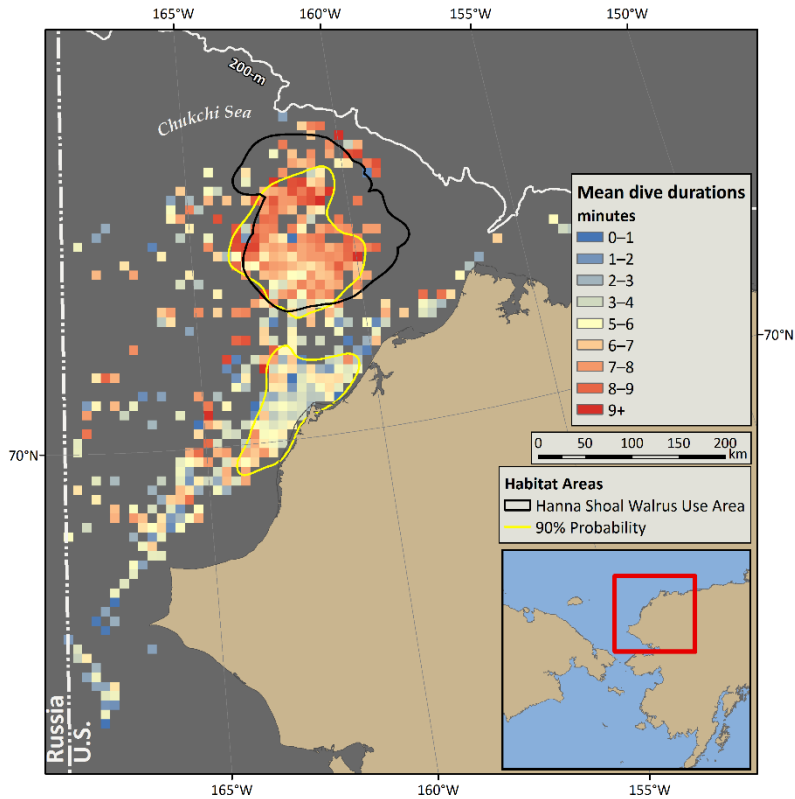 165°W 160°W 155°W 150°W
200-m
Chukchi Sea
Mean dive durations
minutes
0–1
1–2
2–3
3–4
5–6
6–7
7–8
8–9
9+
70°N
0 50 100 150 200
km
70°N
Habitat Areas
Hanna Shoal Walrus Use Area
90% Probability
Russia
U.S.
165°W 160°W 155°W